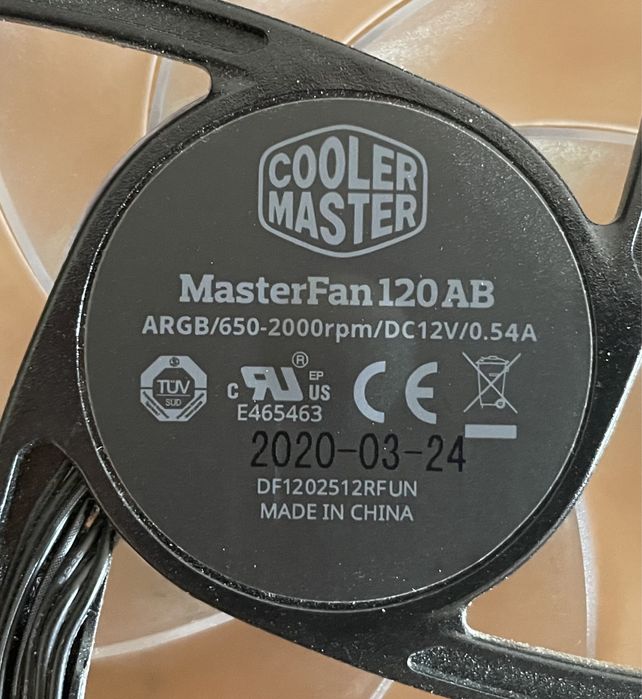 COOLER
MASTER
MasterFan 120 AB
ARGB/650-2000rpm/DC12V/0.54A
TÜV
SÜD
c RU® EP US CE
E465463
2020-03-24
DF1202512RFUN
MADE IN CHINA